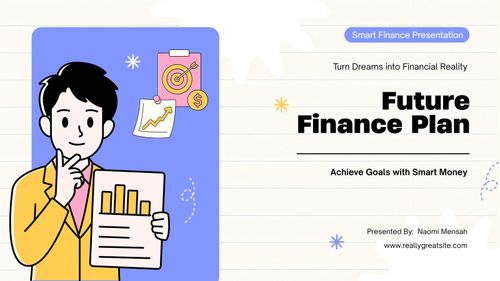 Smart Finance Presentation
Turn Dreams into Financial Reality
Future
Finance Plan
Achieve Goals with Smart Money
Presented By: Naomi Mensah
www.reallygreatsite.com
$